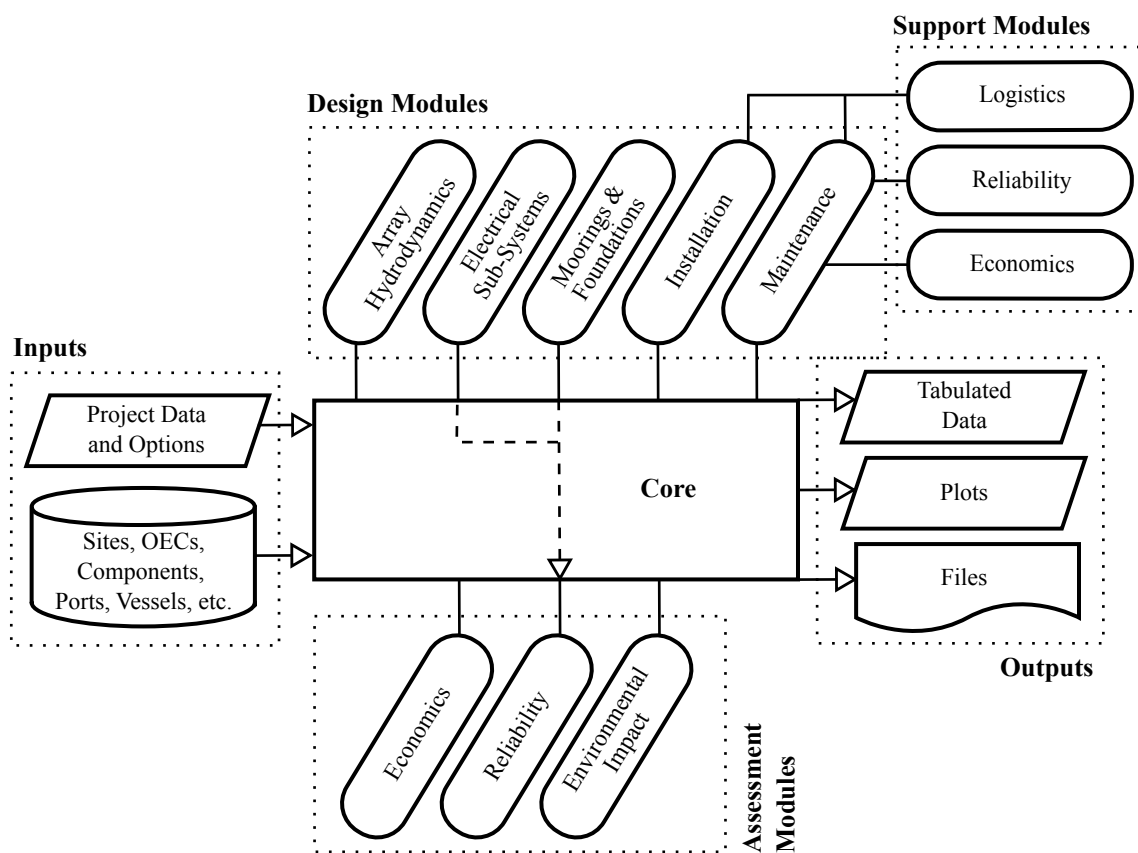 Support Modules
Logistics
Reliability
Economics
Design Modules
Array
Hydrodynamics
Electrical
Sub-Systems
Moorings &
Foundations
Installation
Maintenance
Inputs
Project Data
and Options
Sites, OECs,
Components,
Ports, Vessels, etc.
Core
Tabulated
Data
Plots
Files
Outputs
Economics
Reliability
Environmental
Impact
Assessment
Modules